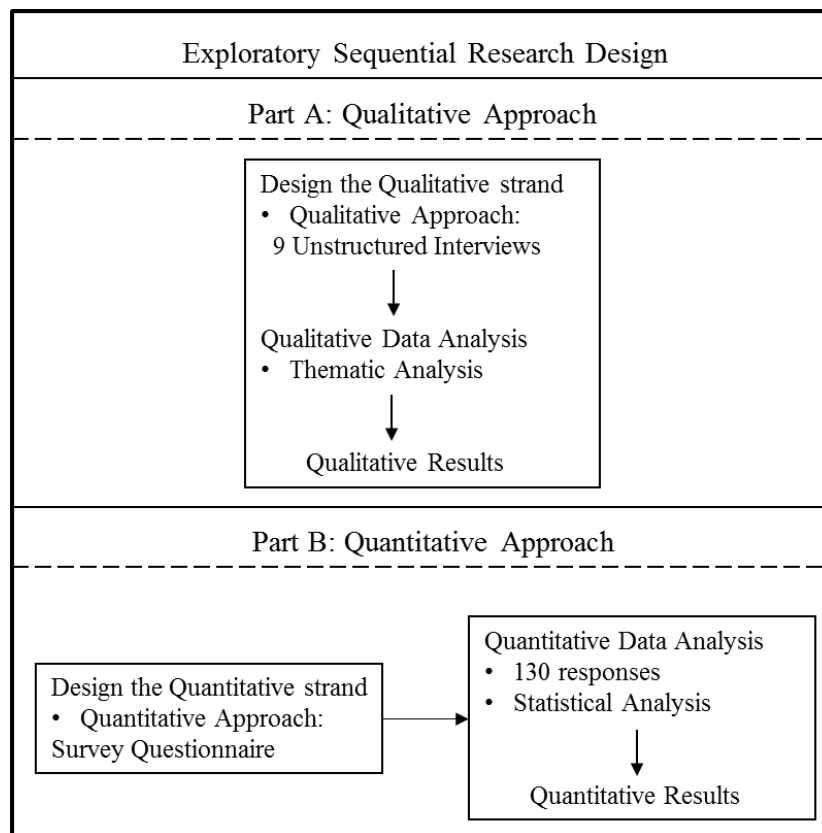 Exploratory Sequential Research Design
Part A: Qualitative Approach
Design the Qualitative strand
• Qualitative Approach:
9 Unstructured Interviews
Qualitative Data Analysis
• Thematic Analysis
Qualitative Results
Part B: Quantitative Approach
Design the Quantitative strand
• Quantitative Approach:
Survey Questionnaire
Quantitative Data Analysis
• 130 responses
• Statistical Analysis
Quantitative Results